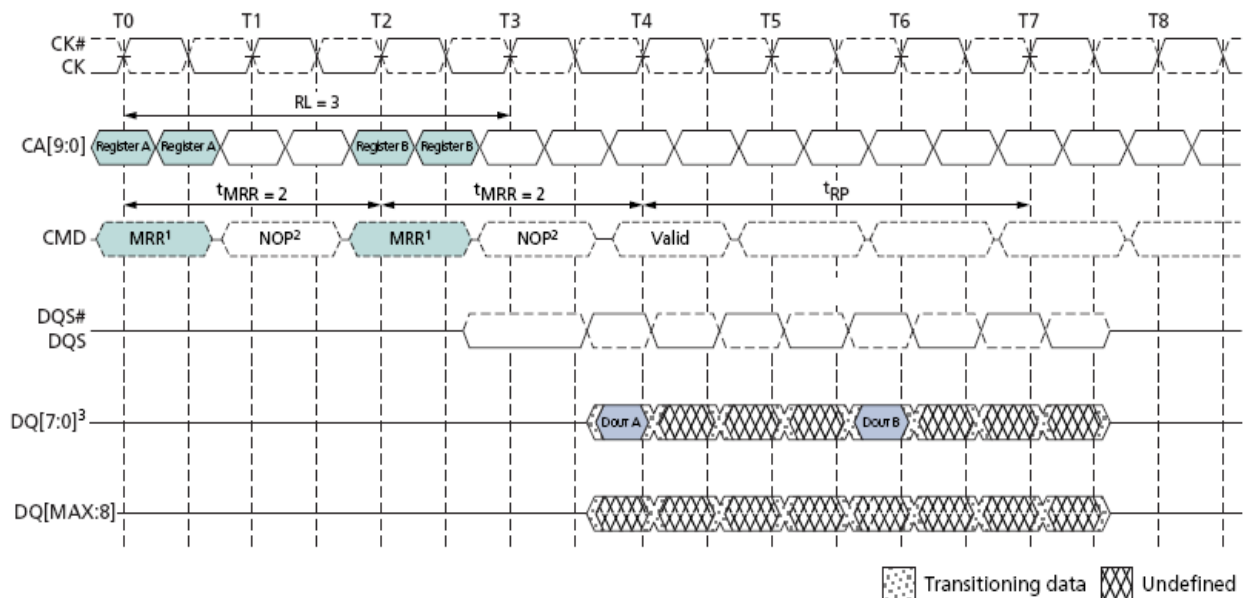 T0 T1 T2 T3 T4 T5 T6 T7 T8
CK#
CK
RL = 3
CA[9:0] Register A Register A Register B Register B
tMRR = 2 tMRR = 2 tRP
CMD MRR1 NOP2 MRR1 NOP2 Valid
DQS#
DQS
DQ[7:0]3 DOUT A DOUT B
DQ[MAX:8]
Transitioning data Undefined